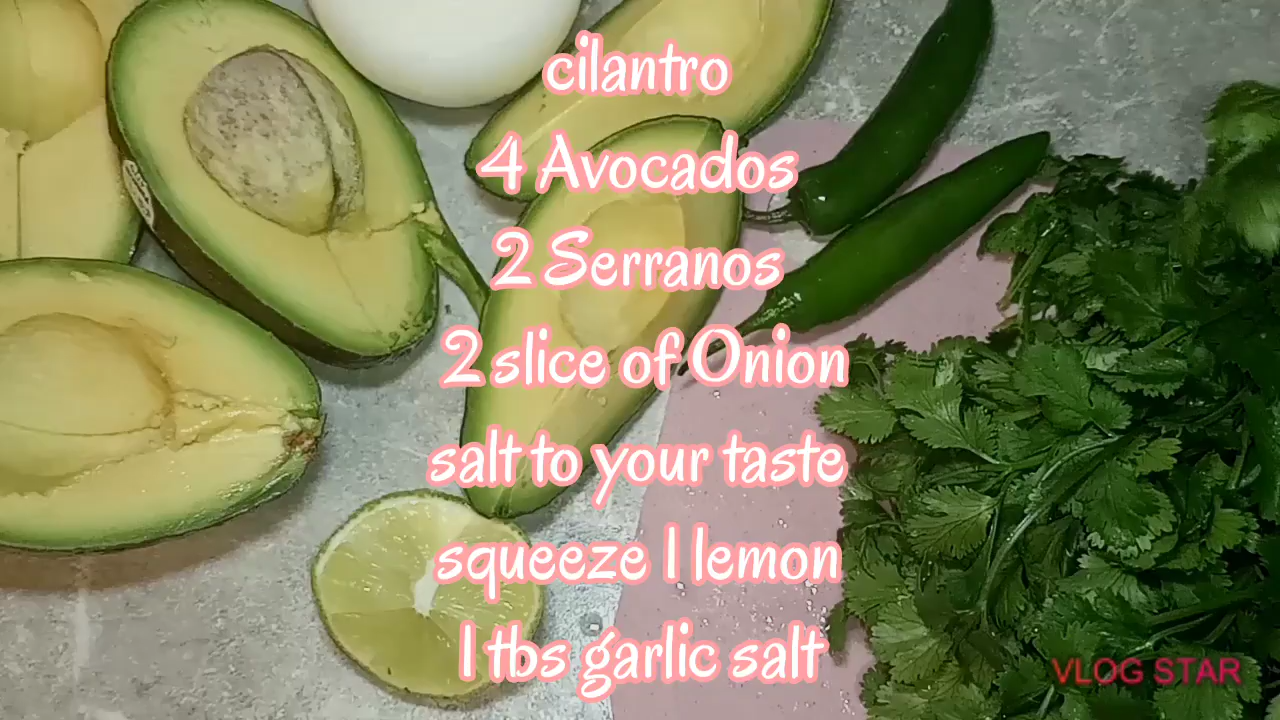 cilantro
4 Avocados
2 Serranos
2 slice of Onion
salt to your taste
squeeze 1 lemon
1 tbs garlic salt
VLOG STAR